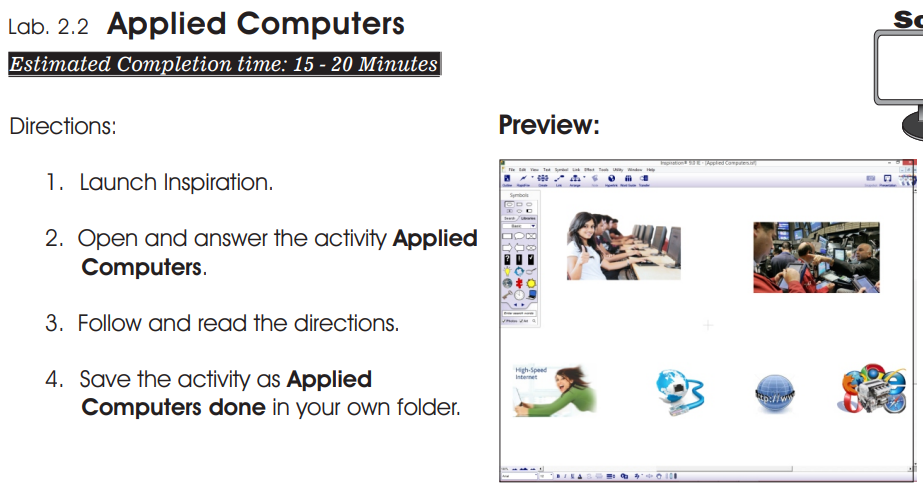 Lab. 2.2 Applied Computers
Estimated Completion time: 15 - 20 Minutes
Directions:
1. Launch Inspiration.
2. Open and answer the activity Applied
Computers.
3. Follow and read the directions.
4. Save the activity as Applied
Computers done in your own folder.
Preview:
Inspiration® 9.0 IE - [Applied Computers.isf]
File Edit View Text Symbol Link Effect Tools Utility Window Help
Symbols
Search Libraries
Basic
High-Speed
Internet
http://ww